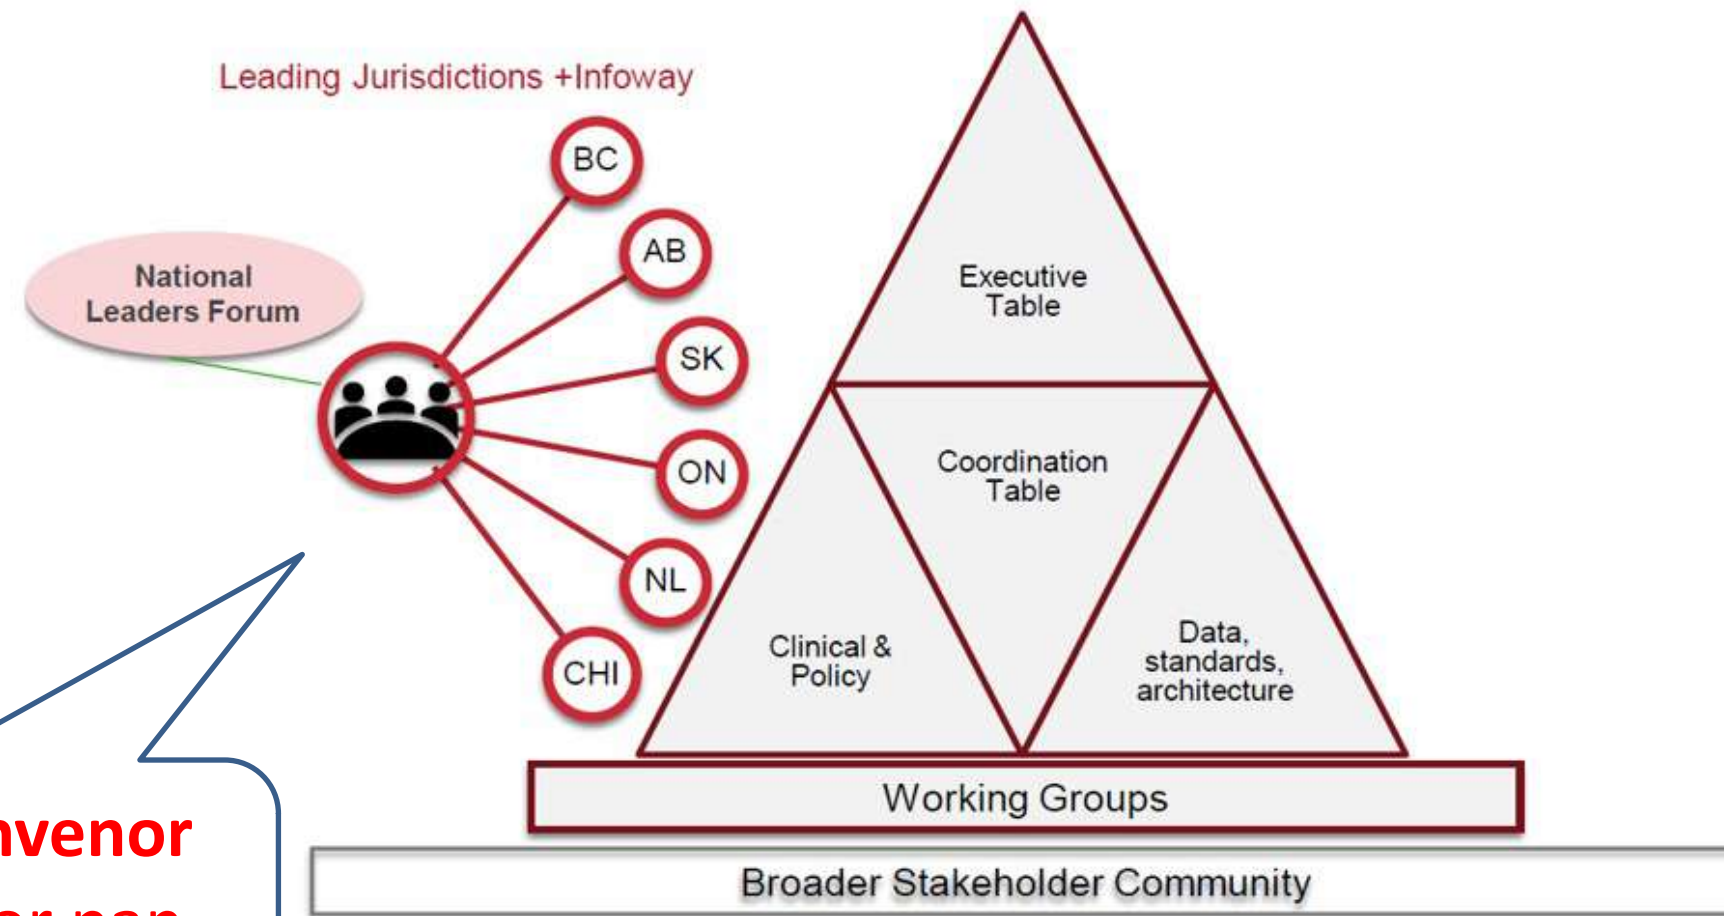 Leading Jurisdictions +Infoway
BC
AB
SK
ON
NL
CHI
National
Leaders Forum
Executive
Table
Coordination
Table
Clinical &
Policy
Data,
standards,
architecture
Working Groups
Broader Stakeholder Community